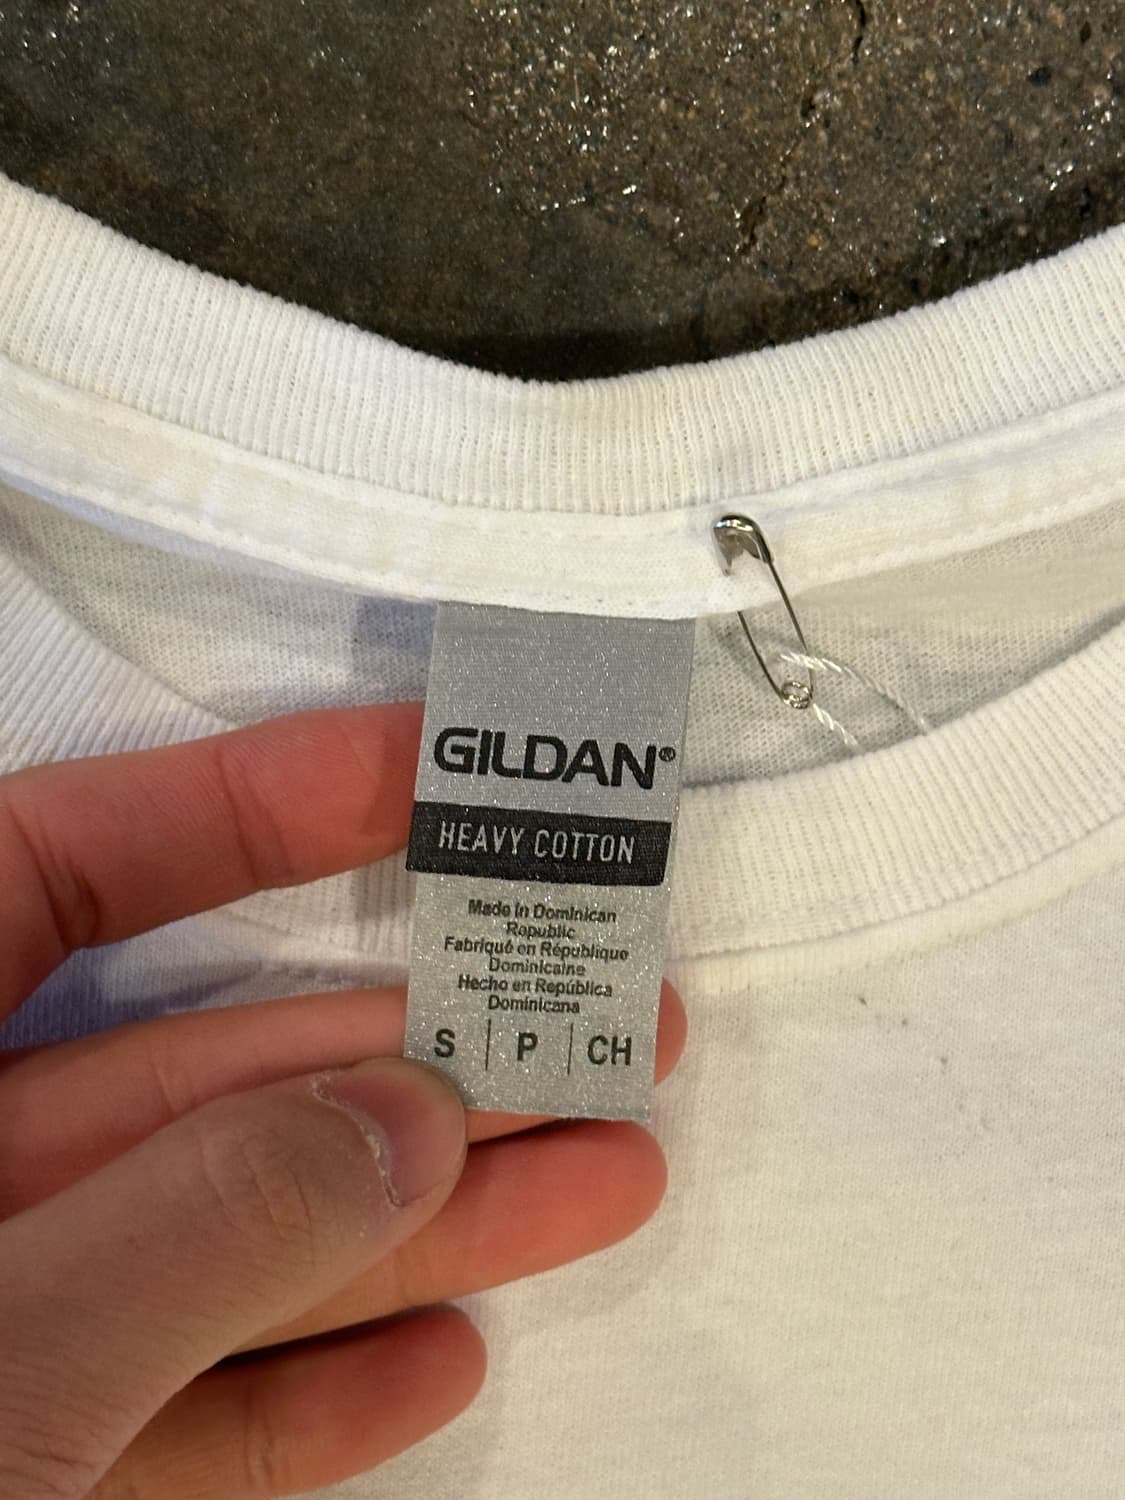 GILDAN®
HEAVY COTTON
Made in Dominican
Republic
Fabriqué en République
Dominicaine
Hecho en República
Dominicana
S | P | CH